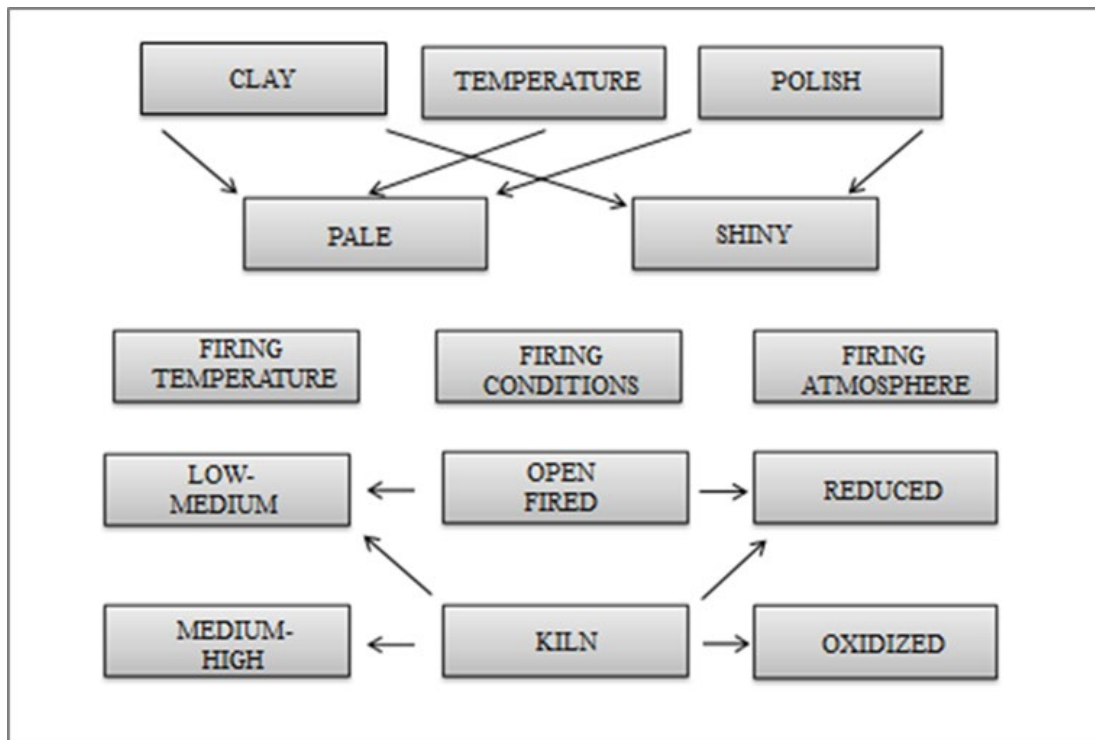 CLAY
TEMPERATURE
POLISH
PALE
SHINY
FIRING
TEMPERATURE
FIRING
CONDITIONS
FIRING
ATMOSPHERE
LOW-
MEDIUM
OPEN
FIRED
REDUCED
MEDIUM-
HIGH
KILN
OXIDIZED